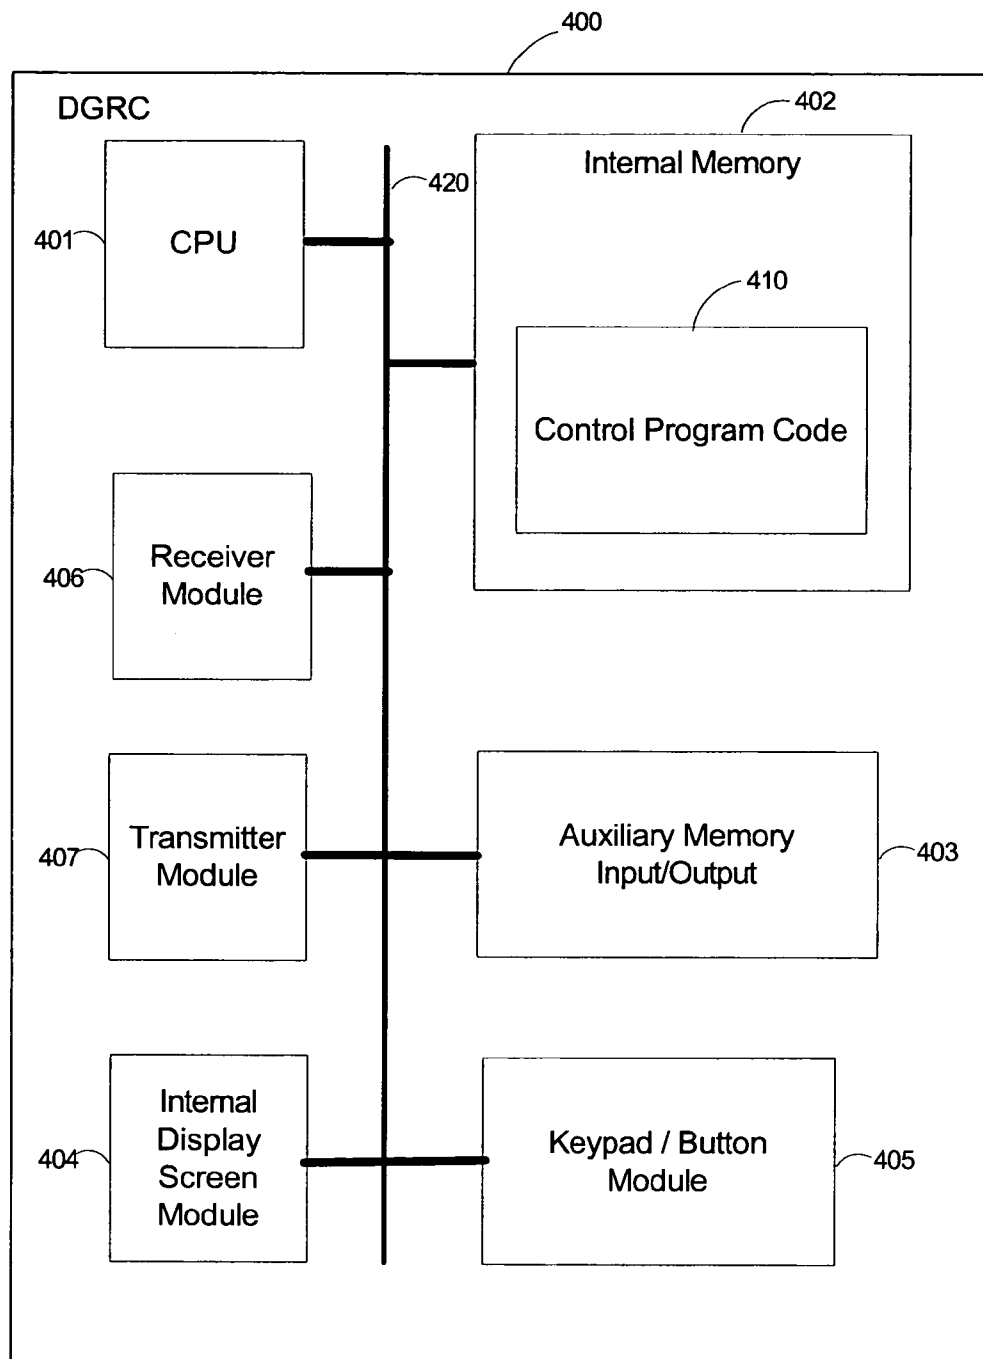 400
DGRC
402
Internal Memory
420
401
CPU
410
Control Program Code
406
Receiver
Module
407
Transmitter
Module
Auxiliary Memory
Input/Output
403
404
Internal
Display
Screen
Module
Keypad / Button
Module
405